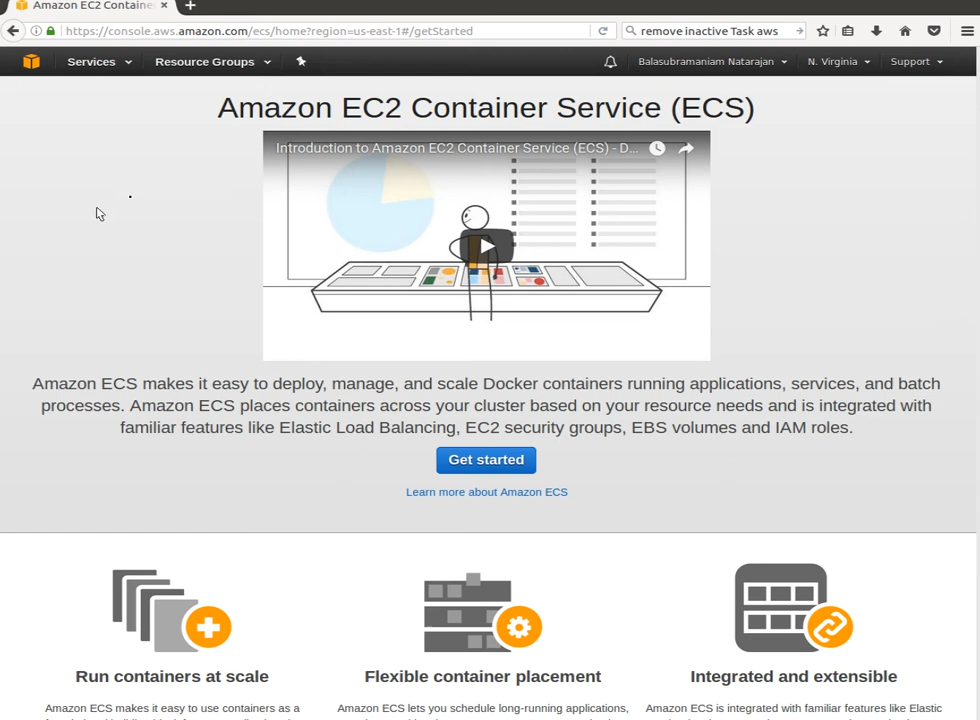 Amazon EC2 Containe
https://console.aws.amazon.com/ecs/home?region=us-east-1#/getStarted
remove inactive Task aws
Services
Resource Groups
Balasubramaniam Natarajan
N. Virginia
Support
Amazon EC2 Container Service (ECS)
Introduction to Amazon EC2 Container Service (ECS) - D...
Amazon ECS makes it easy to deploy, manage, and scale Docker containers running applications, services, and batch
processes. Amazon ECS places containers across your cluster based on your resource needs and is integrated with
familiar features like Elastic Load Balancing, EC2 security groups, EBS volumes and IAM roles.
Get started
Learn more about Amazon ECS
Run containers at scale
Flexible container placement
Integrated and extensible
Amazon ECS makes it easy to use containers as a
Amazon ECS lets you schedule long-running applications,
Amazon ECS is integrated with familiar features like Elastic